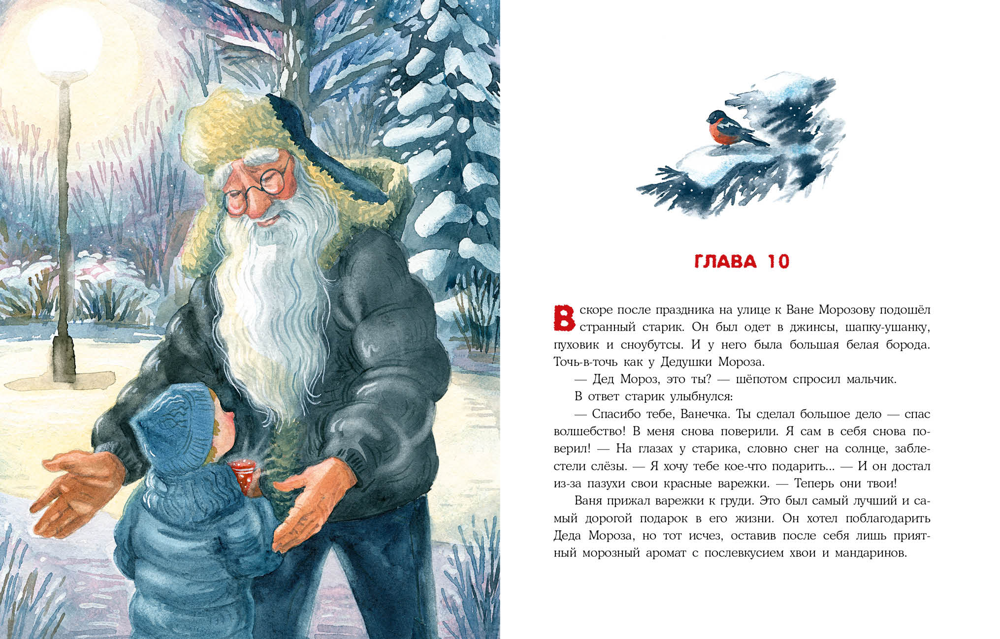 ГЛАВА 10
Вскоре после праздника на улице к Ване Морозову подошёл
странный старик. Он был одет в джинсы, шапку-ушанку,
пуховик и сноубутсы. И у него была большая белая борода.
Точь-в-точь как у Дедушки Мороза.
— Дед Мороз, это ты? — шёпотом спросил мальчик.
В ответ старик улыбнулся:
— Спасибо тебе, Ванечка. Ты сделал большое дело — спас
волшебство! В меня снова поверили. Я сам в себя снова по-
верил! — На глазах у старика, словно снег на солнце, забле-
стели слёзы. — Я хочу тебе кое-что подарить... — И он достал
из-за пазухи свои красные варежки. — Теперь они твои!
Ваня прижал варежки к груди. Это был самый лучший и са-
мый дорогой подарок в его жизни. Он хотел поблагодарить
Деда Мороза, но тот исчез, оставив после себя лишь прият-
ный морозный аромат с послевкусием хвои и мандаринов.